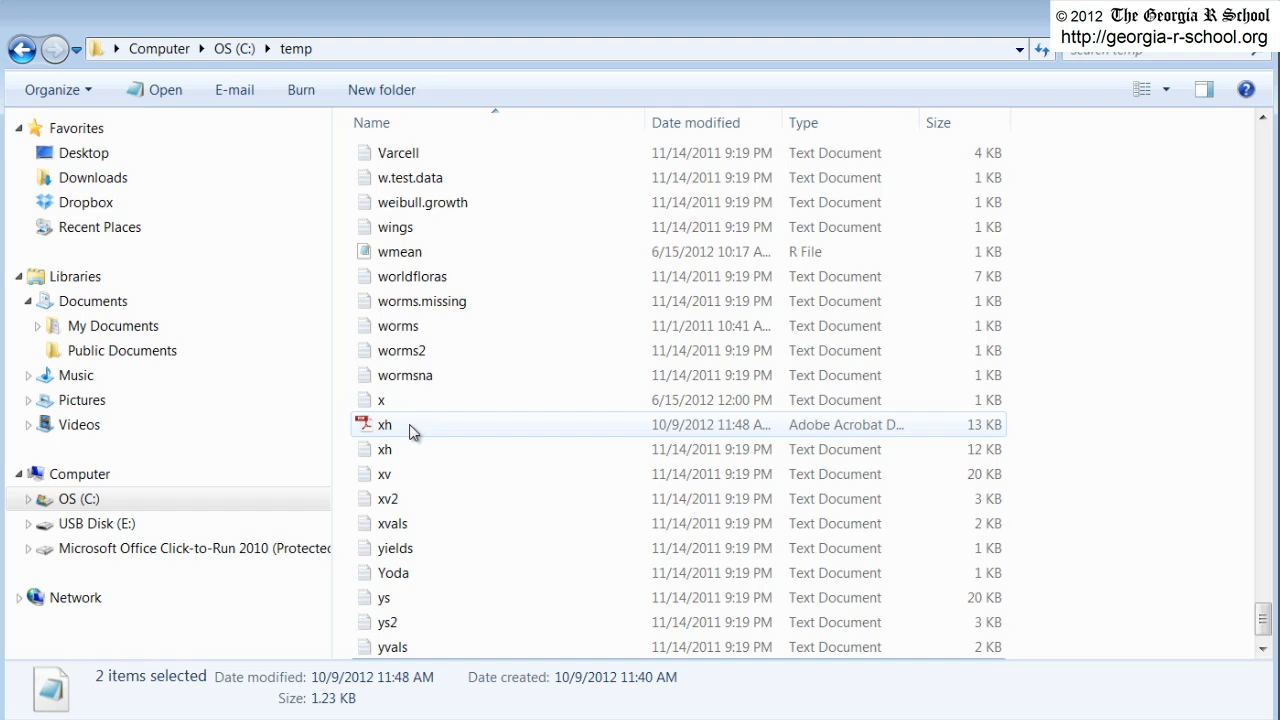 © 2012 The Georgia R School
http://georgia-r-school.org
Computer OS (C:) temp
Organize Open E-mail Burn New folder
Name Date modified Type Size
Favorites
Desktop
Downloads
Dropbox
Recent Places
Libraries
Documents
My Documents
Public Documents
Music
Pictures
Videos
Computer
OS (C:)
USB Disk (E:)
Microsoft Office Click-to-Run 2010 (Protected
Network
Varcell 11/14/2011 9:19 PM Text Document 4 KB
w.test.data 11/14/2011 9:19 PM Text Document 1 KB
weibull.growth 11/14/2011 9:19 PM Text Document 1 KB
wings 11/14/2011 9:19 PM Text Document 1 KB
wmean 6/15/2012 10:17 A... R File 1 KB
worldfloras 11/14/2011 9:19 PM Text Document 7 KB
worms.missing 11/14/2011 9:19 PM Text Document 1 KB
worms 11/1/2011 10:41 A... Text Document 1 KB
worms2 11/14/2011 9:19 PM Text Document 1 KB
wormsna 11/14/2011 9:19 PM Text Document 1 KB
x 6/15/2012 12:00 PM Text Document 1 KB
xh 10/9/2012 11:48 A... Adobe Acrobat D... 13 KB
xh 11/14/2011 9:19 PM Text Document 12 KB
xv 11/14/2011 9:19 PM Text Document 20 KB
xv2 11/14/2011 9:19 PM Text Document 3 KB
xvals 11/14/2011 9:19 PM Text Document 2 KB
yields 11/14/2011 9:19 PM Text Document 1 KB
Yoda 11/14/2011 9:19 PM Text Document 1 KB
ys 11/14/2011 9:19 PM Text Document 20 KB
ys2 11/14/2011 9:19 PM Text Document 3 KB
yvals 11/14/2011 9:19 PM Text Document 2 KB
2 items selected Date modified: 10/9/2012 11:48 AM Date created: 10/9/2012 11:40 AM
Size: 1.23 KB